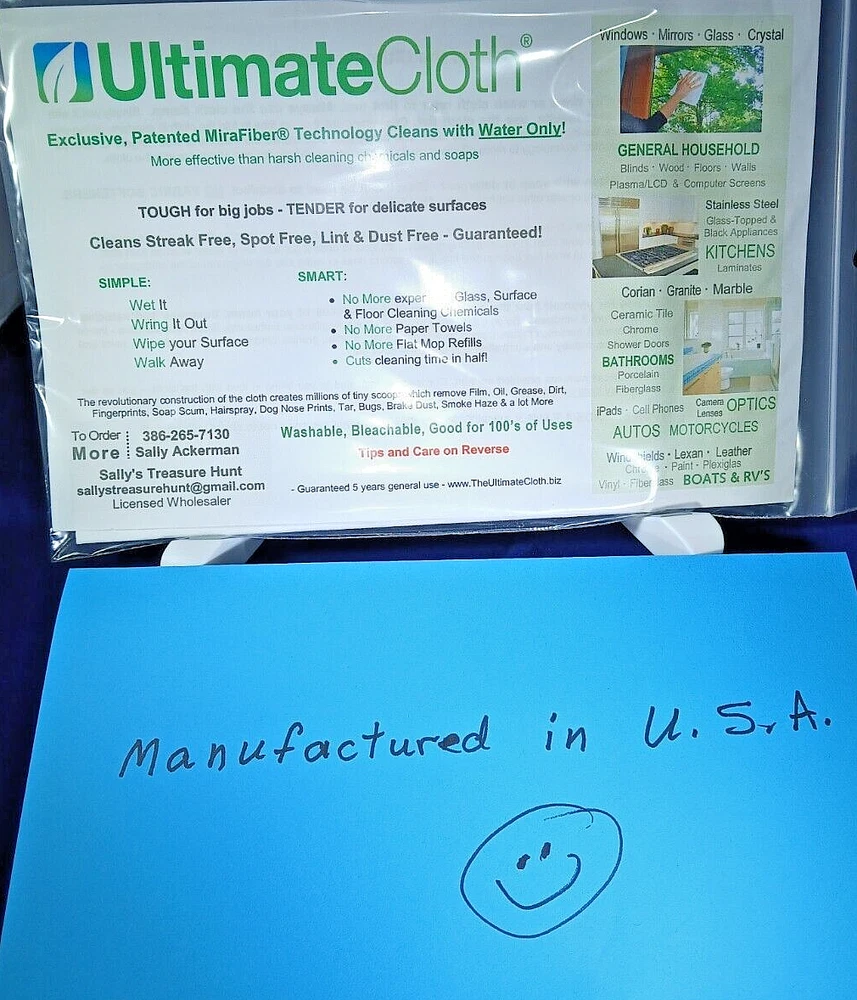 UltimateCloth®
Exclusive, Patented MiraFiber® Technology Cleans with Water Only!
More effective than harsh cleaning chemicals and soaps
TOUGH for big jobs - TENDER for delicate surfaces
Cleans Streak Free, Spot Free, Lint & Dust Free - Guaranteed!
SIMPLE:
Wet It
Wring It Out
Wipe your Surface
Walk Away
SMART:
• No More Glass, Surface
& Floor Cleaning Chemicals
• No More Paper Towels
• No More Flat Mop Refills
• Cuts cleaning time in half!
The revolutionary construction of the cloth creates millions of tiny scoops which remove Film, Oil, Grease, Dirt,
Fingerprints, Soap Scum, Hairspray, Dog Nose Prints, Tar, Bugs, Brake Dust, Smoke Haze & a lot More
To Order
More
386-265-7130
Sally Ackerman
Sally's Treasure Hunt
sallystreasurehunt@gmail.com
Licensed Wholesaler
Washable, Bleachable, Good for 100's of Uses
Tips and Care on Reverse
- Guaranteed 5 years general use - www.TheUltimateCloth.biz
Windows · Mirrors · Glass · Crystal
GENERAL HOUSEHOLD
Blinds · Wood · Floors · Walls
Plasma/LCD & Computer Screens
Stainless Steel
Glass-Topped &
Black Appliances
KITCHENS
Laminates
Corian · Granite · Marble
Ceramic Tile
Chrome
Shower Doors
BATHROOMS
Porcelain
Fiberglass
iPads · Cell Phones
Camera
Lenses
OPTICS
AUTOS MOTORCYCLES
Windshields · Lexan · Leather
Chrome · Paint · Plexiglas
Vinyl · Fiberglass BOATS & RV'S
Manufactured in U.S.A.